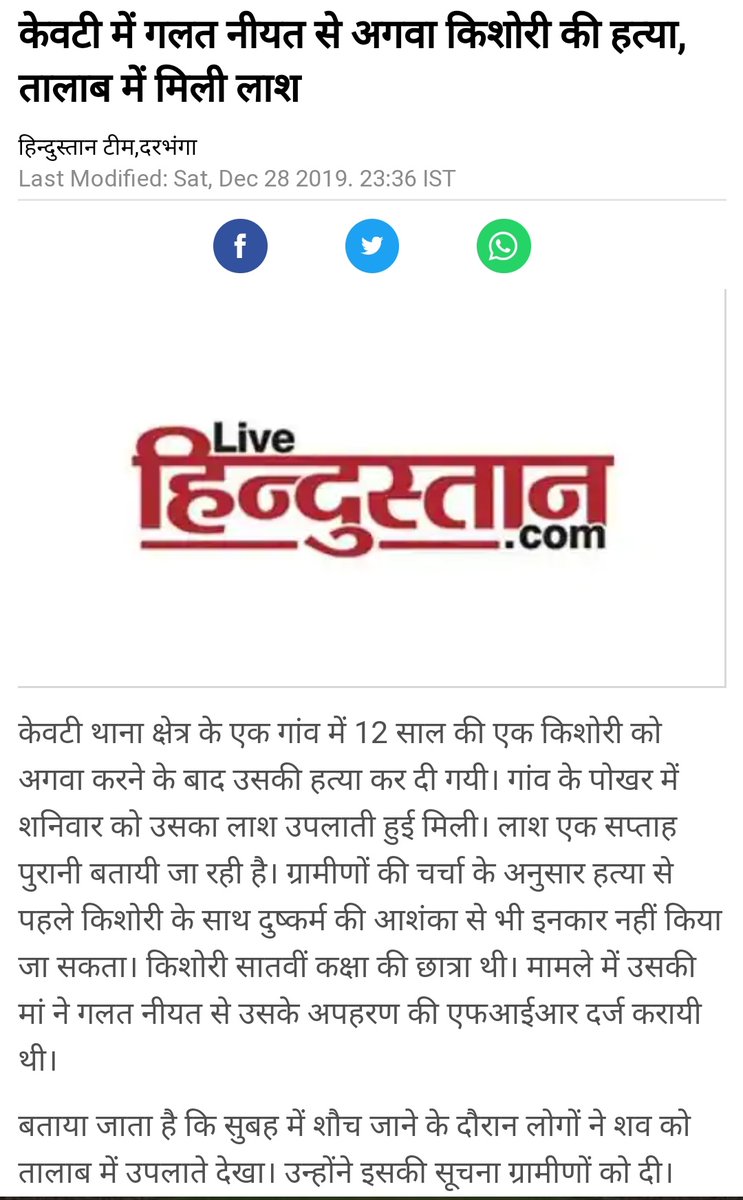 केवटी में गलत नीयत से अगवा किशोरी की हत्या,
तालाब में मिली लाश
हिन्दुस्तान टीम,दरभंगा
Last Modified: Sat, Dec 28 2019. 23:36 IST
Live
हिन्दुस्तान
.com
केवटी थाना क्षेत्र के एक गांव में 12 साल की एक किशोरी को
अगवा करने के बाद उसकी हत्या कर दी गयी। गांव के पोखर में
शनिवार को उसका लाश उपलाती हुई मिली। लाश एक सप्ताह
पुरानी बतायी जा रही है। ग्रामीणों की चर्चा के अनुसार हत्या से
पहले किशोरी के साथ दुष्कर्म की आशंका से भी इनकार नहीं किया
जा सकता। किशोरी सातवीं कक्षा की छात्रा थी। मामले में उसकी
मां ने गलत नीयत से उसके अपहरण की एफआईआर दर्ज करायी
थी।
बताया जाता है कि सुबह में शौच जाने के दौरान लोगों ने शव को
तालाब में उपलाते देखा। उन्होंने इसकी सूचना ग्रामीणों को दी।